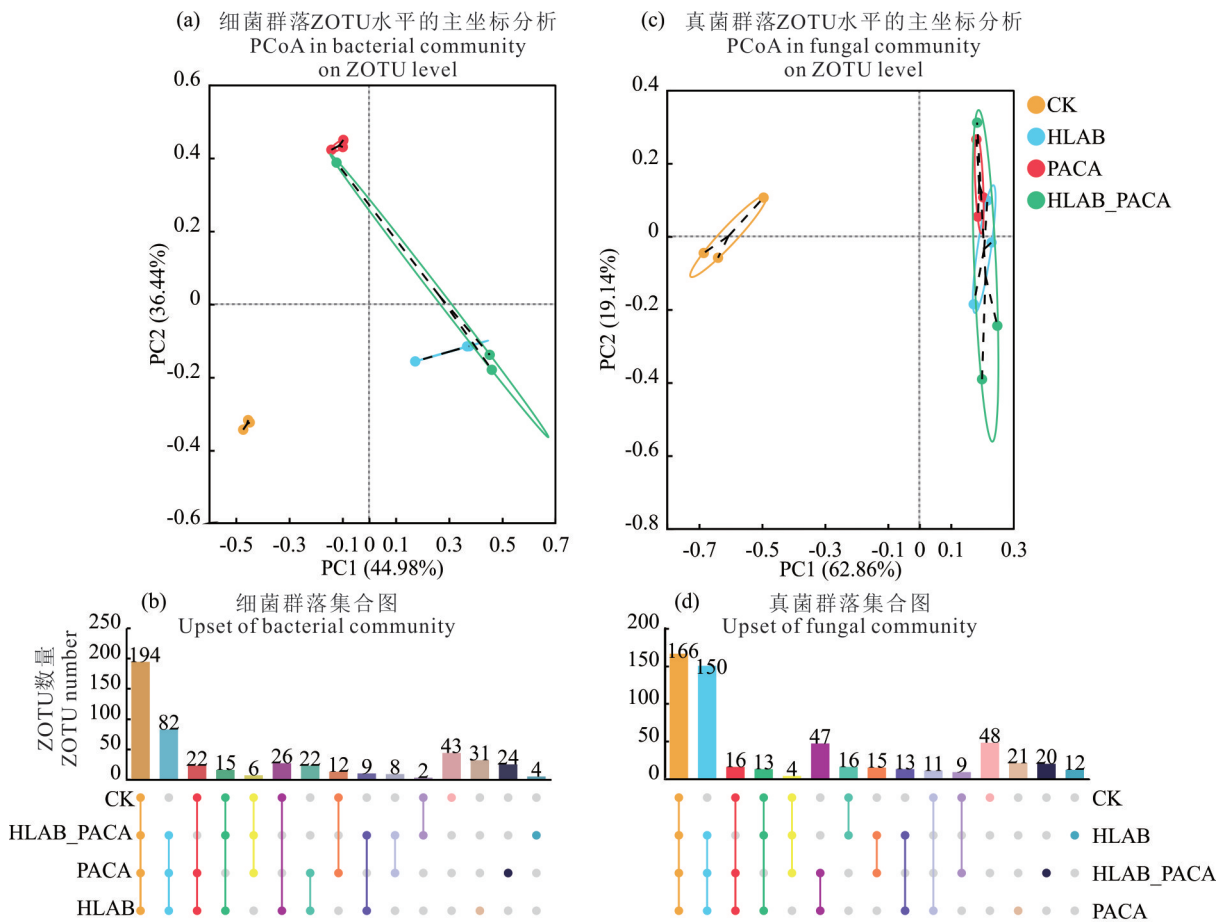 (a) 细菌群落ZOTU水平的主坐标分析
PCoA in bacterial community
on ZOTU level
0.6
0.4
0.2
0
-0.2
-0.4
-0.6
PC2 (36.44%)
-0.5 -0.3 -0.1 0 0.1 0.3 0.5 0.7
PC1 (44.98%)
(c) 真菌群落ZOTU水平的主坐标分析
PCoA in fungal community
on ZOTU level
0.4
0.2
0
-0.2
-0.4
-0.6
-0.8
PC2 (19.14%)
-0.7 -0.5 -0.3 -0.1 0 0.1 0.3
PC1 (62.86%)
CK
HLAB
PACA
HLAB_PACA
(b) 细菌群落集合图
Upset of bacterial community
ZOTU数量
ZOTU number
250
200
150
100
50
0
194 82 22 15 6 26 22 12 9 8 2 43 31 24 4
CK
HLAB_PACA
PACA
HLAB
(d) 真菌群落集合图
Upset of fungal community
200
150
100
50
0
166 150 16 13 4 47 16 15 13 11 9 48 21 20 12
CK
HLAB
HLAB_PACA
PACA